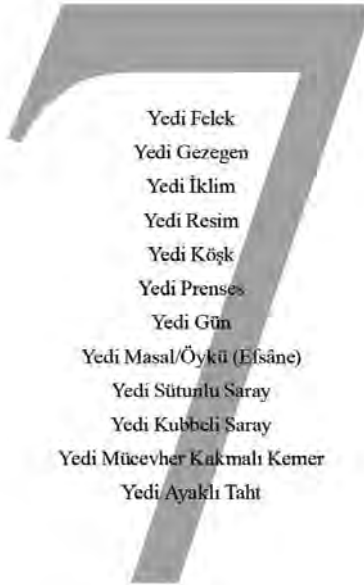 7
Yedi Felek
Yedi Gezegen
Yedi İklim
Yedi Resim
Yedi Köşk
Yedi Prenses
Yedi Gün
Yedi Masal/Öykü (Efsâne)
Yedi Sütunlu Saray
Yedi Kubbeli Saray
Yedi Mücevher Kakmalı Kemer
Yedi Ayaklı Taht